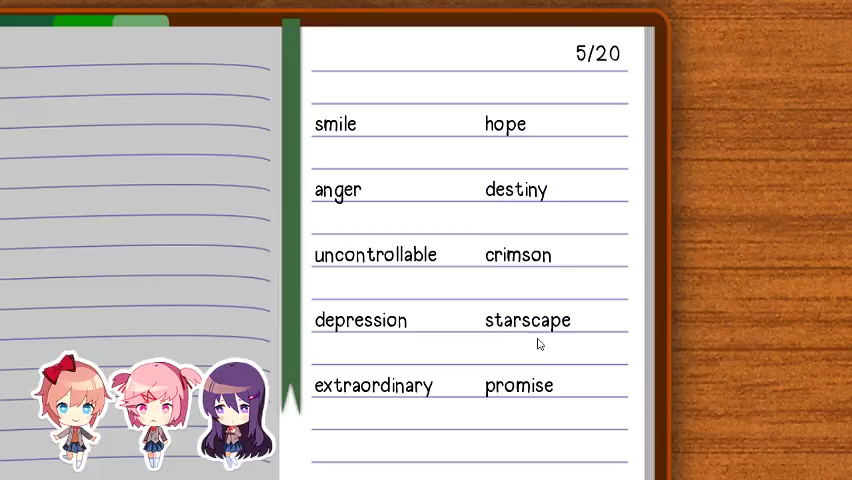 5/20
smile hope
anger destiny
uncontrollable crimson
depression starscape
extraordinary promise